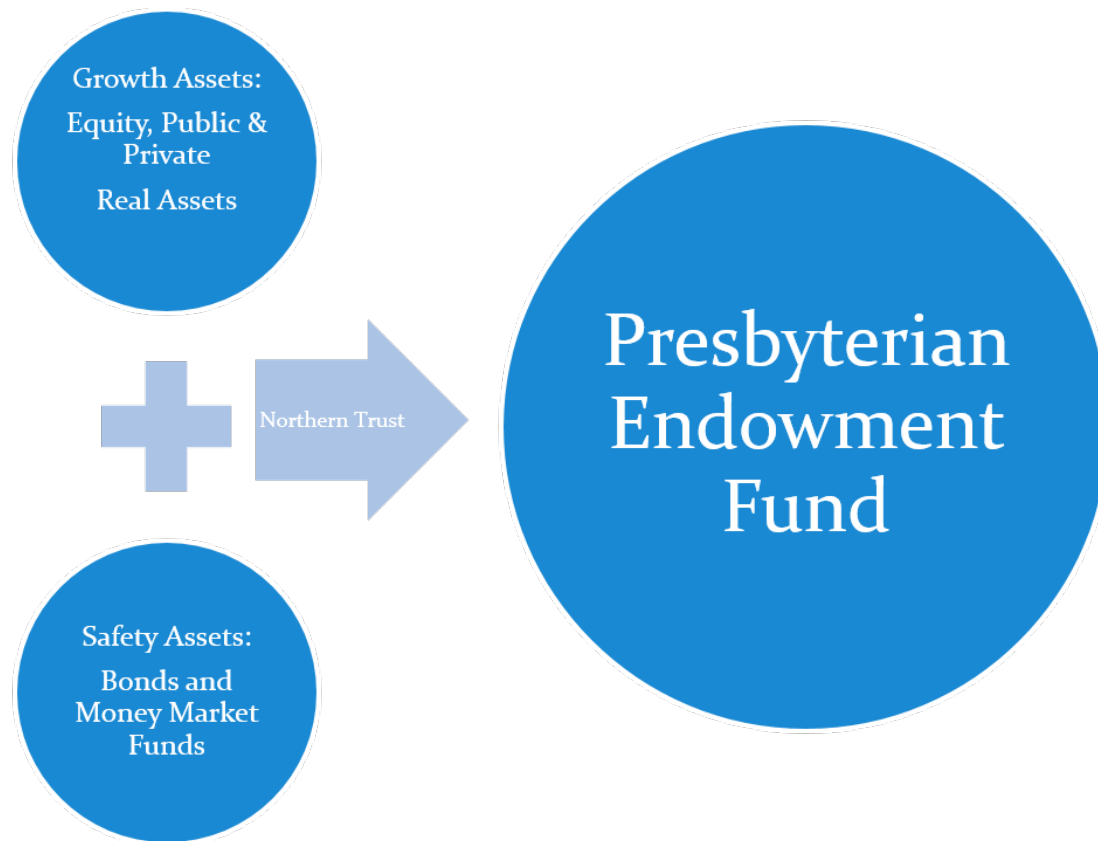 Growth Assets:
Equity, Public &
Private
Real Assets
Northern Trust
Safety Assets:
Bonds and
Money Market
Funds
Presbyterian
Endowment
Fund